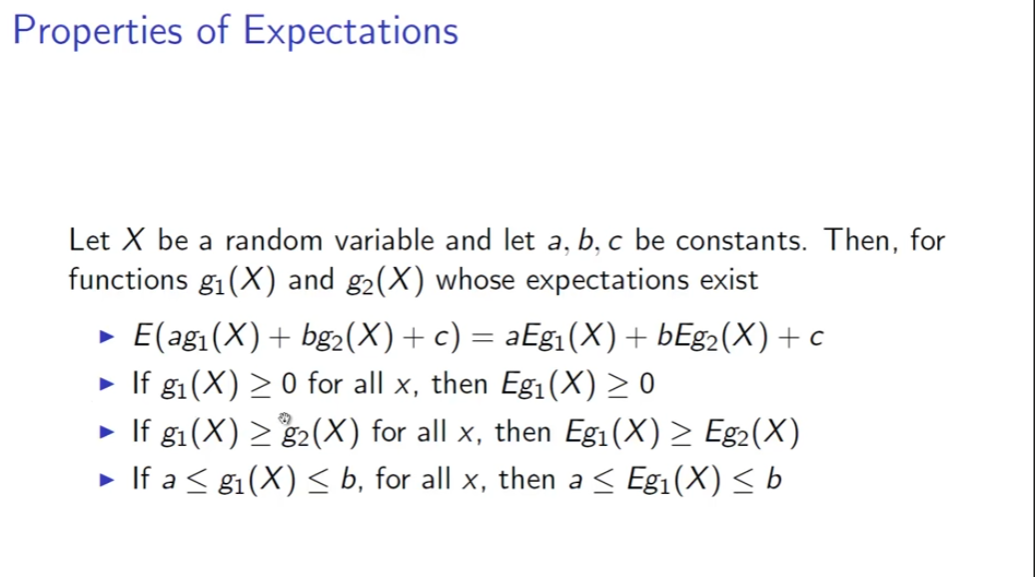 Properties of Expectations
Let X be a random variable and let a, b, c be constants. Then, for
functions g₁(X) and g₂(X) whose expectations exist
▶ E(ag₁(X) + bg₂(X) + c) = aEg₁(X) + bEg₂(X) + c
▶ If g₁(X) ≥ 0 for all x, then Eg₁(X) ≥ 0
▶ If g₁(X) ≥ g₂(X) for all x, then Eg₁(X) ≥ Eg₂(X)
▶ If a ≤ g₁(X) ≤ b, for all x, then a ≤ Eg₁(X) ≤ b